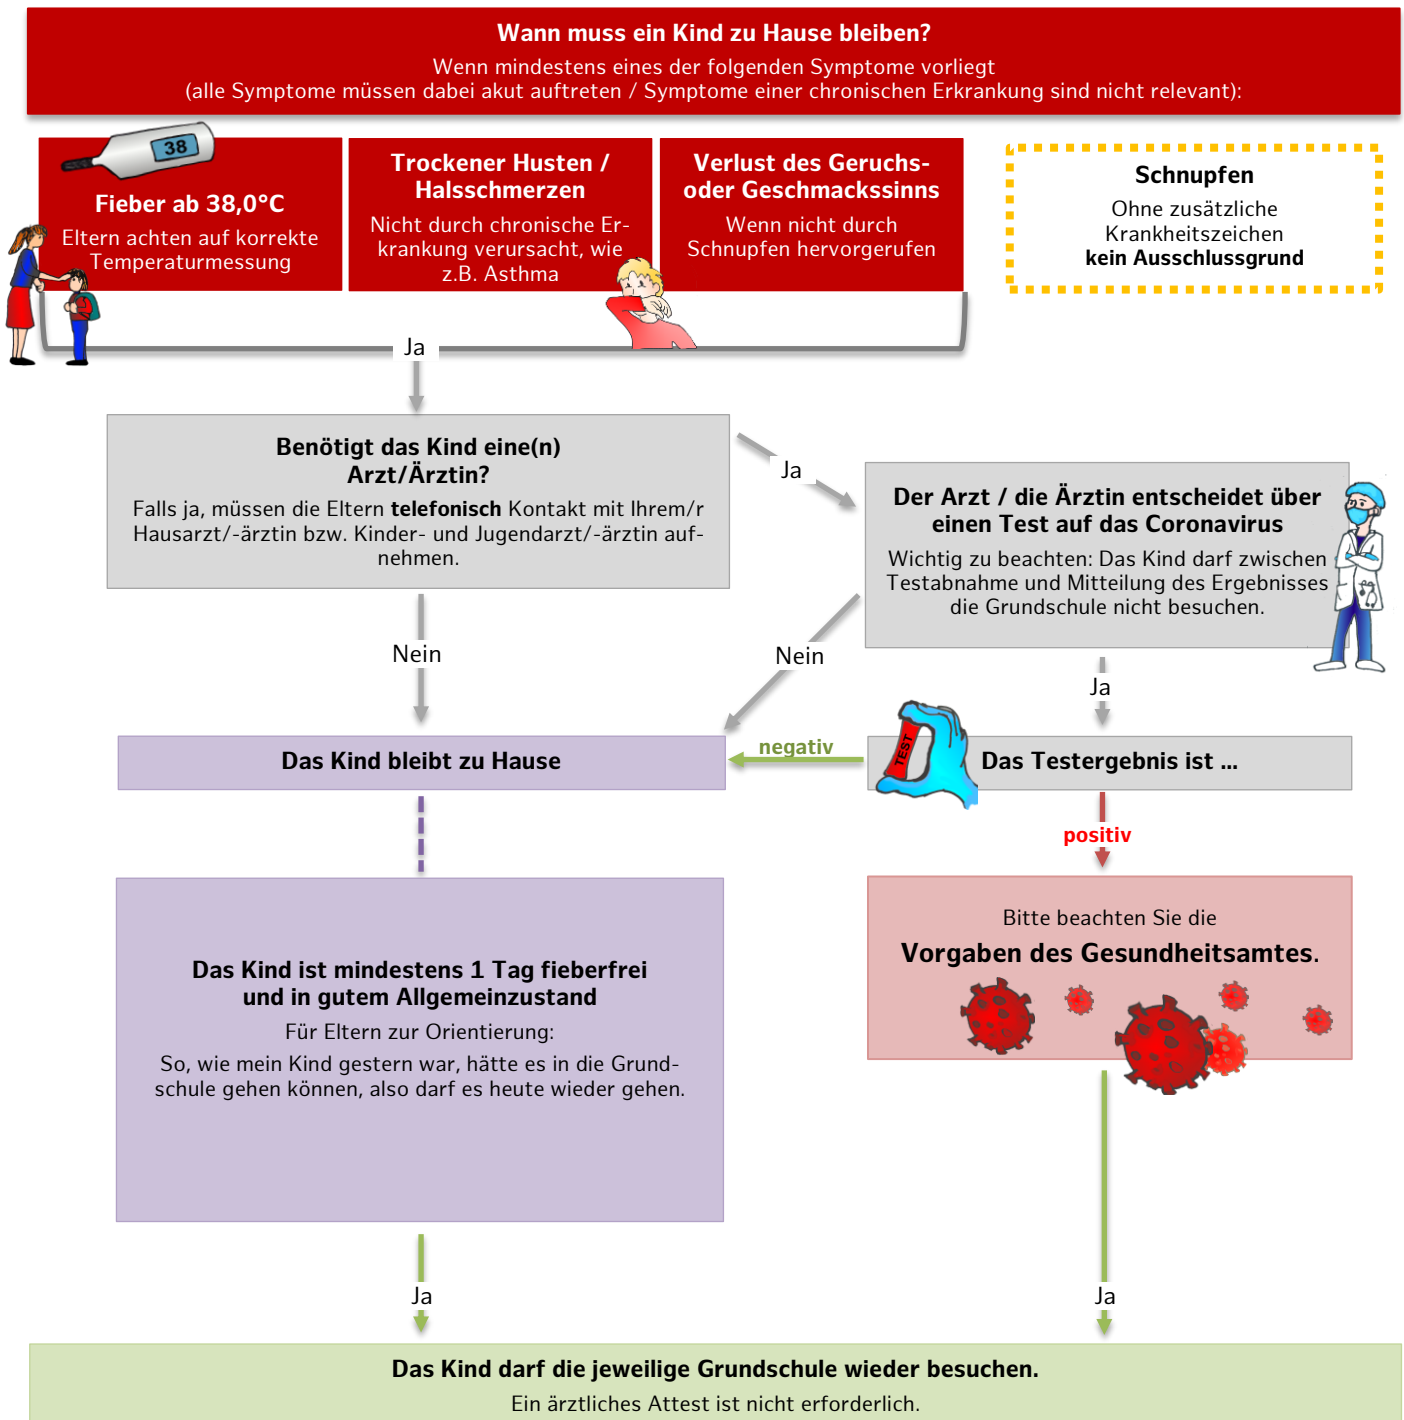 Wann muss ein Kind zu Hause bleiben?
Wenn mindestens eines der folgenden Symptome vorliegt
(alle Symptome müssen dabei akut auftreten / Symptome einer chronischen Erkrankung sind nicht relevant):
38
Fieber ab 38,0°C
Eltern achten auf korrekte
Temperaturmessung
Trockener Husten /
Halsschmerzen
Nicht durch chronische Er-
krankung verursacht, wie
z.B. Asthma
Verlust des Geruchs-
oder Geschmackssinns
Wenn nicht durch
Schnupfen hervorgerufen
Schnupfen
Ohne zusätzliche
Krankheitszeichen
kein Ausschlussgrund
Ja
Benötigt das Kind eine(n)
Arzt/Ärztin?
Falls ja, müssen die Eltern telefonisch Kontakt mit Ihrem/r
Hausarzt/-ärztin bzw. Kinder- und Jugendarzt/-ärztin auf-
nehmen.
Ja
Der Arzt / die Ärztin entscheidet über
einen Test auf das Coronavirus
Wichtig zu beachten: Das Kind darf zwischen
Testabnahme und Mitteilung des Ergebnisses
die Grundschule nicht besuchen.
Nein
Nein
Ja
Das Kind bleibt zu Hause
negativ
TEST
Das Testergebnis ist ...
positiv
Das Kind ist mindestens 1 Tag fieberfrei
und in gutem Allgemeinzustand
Für Eltern zur Orientierung:
So, wie mein Kind gestern war, hätte es in die Grund-
schule gehen können, also darf es heute wieder gehen.
Bitte beachten Sie die
Vorgaben des Gesundheitsamtes.
Ja
Ja
Das Kind darf die jeweilige Grundschule wieder besuchen.
Ein ärztliches Attest ist nicht erforderlich.